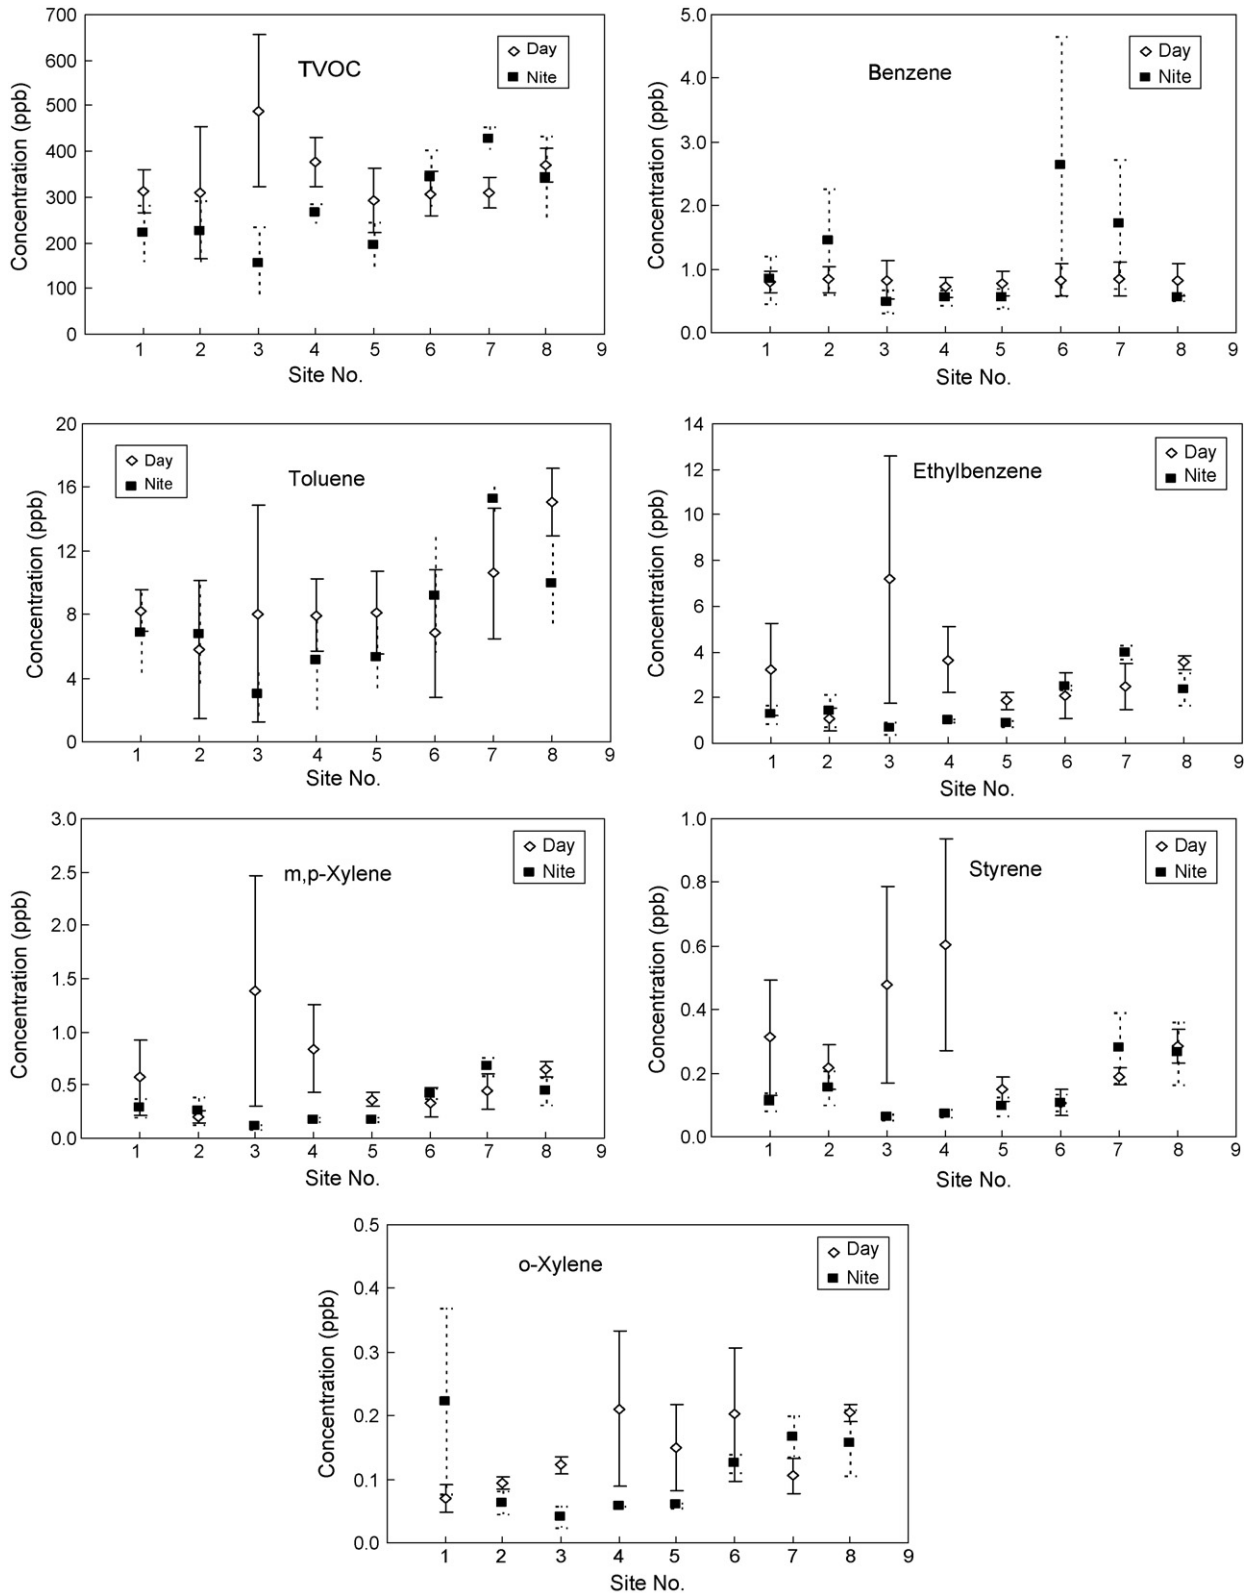 700
600
500
400
300
200
100
0
Concentration (ppb)
TVOC
Day
Nite
1 2 3 4 5 6 7 8 9
Site No.
5.0
4.0
3.0
2.0
1.0
0.0
Concentration (ppb)
Benzene
Day
Nite
1 2 3 4 5 6 7 8 9
Site No.
20
16
12
8
4
0
Concentration (ppb)
Day
Nite
Toluene
1 2 3 4 5 6 7 8 9
Site No.
14
12
10
8
6
4
2
0
Concentration (ppb)
Ethylbenzene
Day
Nite
1 2 3 4 5 6 7 8 9
Site No.
3.0
2.5
2.0
1.5
1.0
0.5
0.0
Concentration (ppb)
m,p-Xylene
Day
Nite
1 2 3 4 5 6 7 8 9
Site No.
1.0
0.8
0.6
0.4
0.2
0.0
Concentration (ppb)
Styrene
Day
Nite
1 2 3 4 5 6 7 8 9
Site No.
0.5
0.4
0.3
0.2
0.1
0.0
Concentration (ppb)
o-Xylene
Day
Nite
1 2 3 4 5 6 7 8 9
Site No.